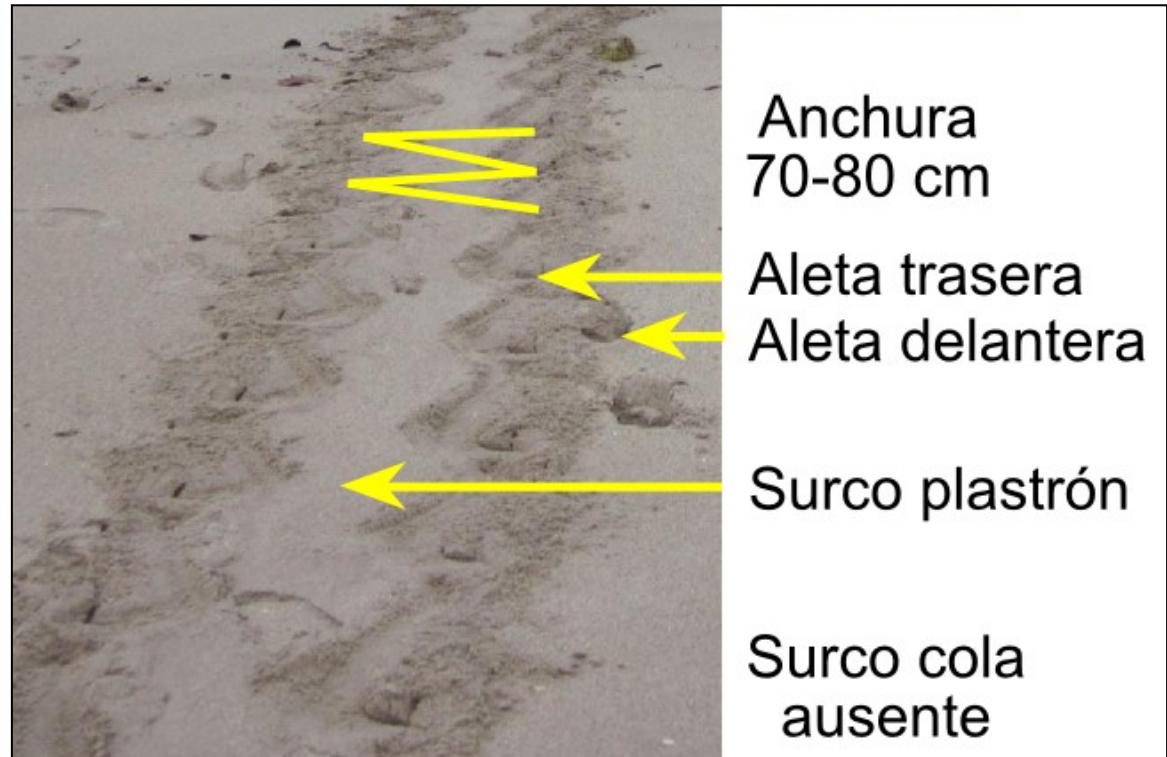 Anchura
70-80 cm
Aleta trasera
Aleta delantera
Surco plastrón
Surco cola
ausente